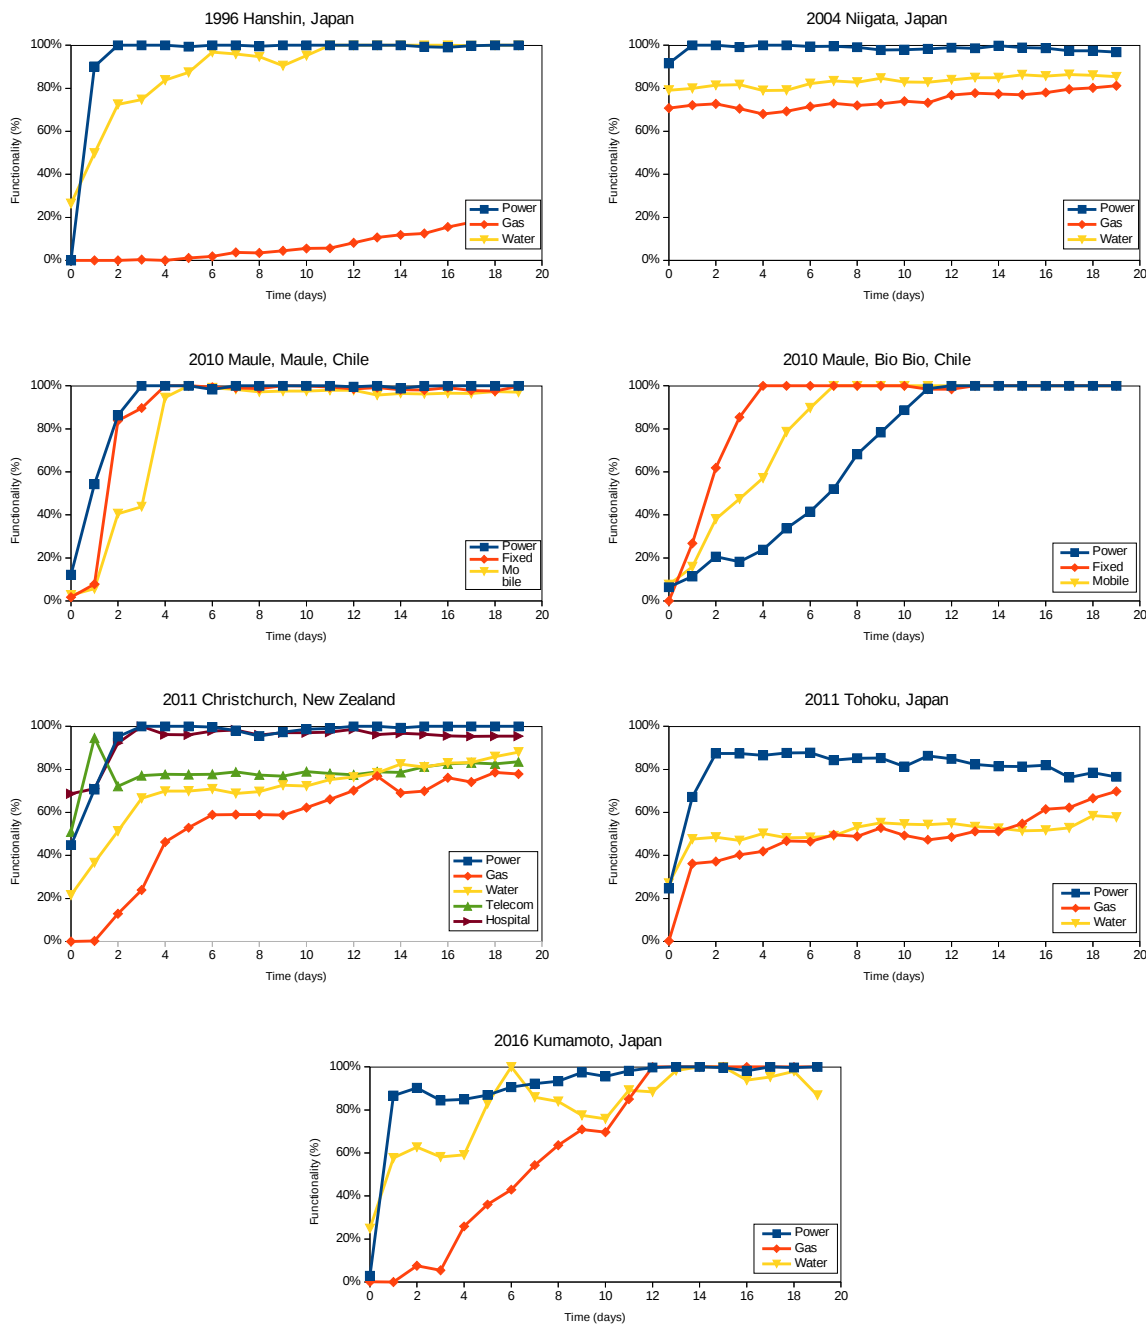 1996 Hanshin, Japan
Functionality (%)
100%
80%
60%
40%
20%
0%
0 2 4 6 8 10 12 14 16 18 20
Time (days)
Power
Gas
Water
2004 Niigata, Japan
Functionality (%)
100%
80%
60%
40%
20%
0%
0 2 4 6 8 10 12 14 16 18 20
Time (days)
Power
Gas
Water
2010 Maule, Maule, Chile
Functionality (%)
100%
80%
60%
40%
20%
0%
0 2 4 6 8 10 12 14 16 18 20
Time (days)
Power
Fixed
Mo
bile
2010 Maule, Bio Bio, Chile
Functionality (%)
100%
80%
60%
40%
20%
0%
0 2 4 6 8 10 12 14 16 18 20
Time (days)
Power
Fixed
Mobile
2011 Christchurch, New Zealand
Functionality (%)
100%
80%
60%
40%
20%
0%
0 2 4 6 8 10 12 14 16 18 20
Time (days)
Power
Gas
Water
Telecom
Hospital
2011 Tohoku, Japan
Functionality (%)
100%
80%
60%
40%
20%
0%
0 2 4 6 8 10 12 14 16 18 20
Time (days)
Power
Gas
Water
2016 Kumamoto, Japan
Functionality (%)
100%
80%
60%
40%
20%
0%
0 2 4 6 8 10 12 14 16 18 20
Time (days)
Power
Gas
Water